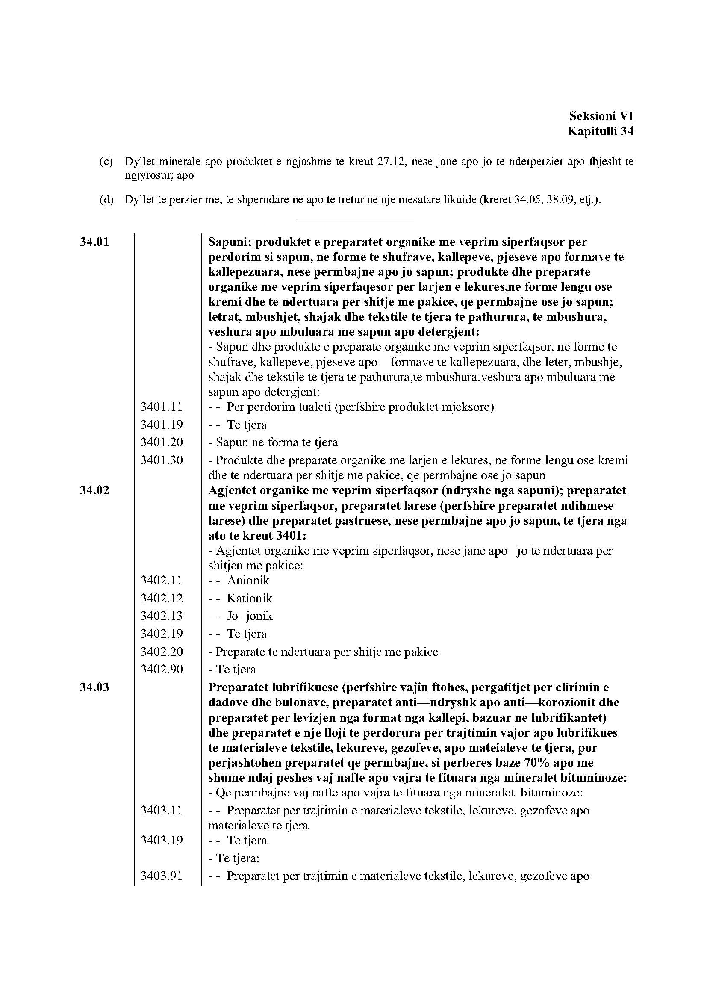 Seksioni VI
Kapitulli 34
(c) Dyllet minerale apo produktet e ngjashme te kreut 27.12, nese jane apo jo te nderperzier apo thjesht te
ngjyrosur; apo
(d) Dyllet te perzier me, te shperndare ne apo te tretur ne nje mesatare likuide (kreret 34.05, 38.09, etj.).
34.01 Sapuni; produktet e preparatet organike me veprim siperfaqsor per
perdorim si sapun, ne forme te shufrave, kallepeve, pjeseve apo formave te
kallepezuara, nese permbajne apo jo sapun; produkte dhe preparate
organike me veprim siperfaqesor per larjen e lekures,ne forme lengu ose
kremi dhe te ndertuara per shitje me pakice, qe permbajne ose jo sapun;
letrat, mbushjet, shajak dhe tekstile te tjera te pathurura, te mbushura,
veshura apo mbuluara me sapun apo detergjent:
- Sapun dhe produkte e preparate organike me veprim siperfaqsor, ne forme te
shufrave, kallepeve, pjeseve apo formave te kallepezuara, dhe leter, mbushje,
shajak dhe tekstile te tjera te pathurura,te mbushura,veshura apo mbuluara me
sapun apo detergjent:
3401.11 - - Per perdorim tualeti (perfshire produktet mjeksore)
3401.19 - - Te tjera
3401.20 - Sapun ne forma te tjera
3401.30 - Produkte dhe preparate organike me larjen e lekures, ne forme lengu ose kremi
dhe te ndertuara per shitje me pakice, qe permbajne ose jo sapun
34.02 Agjentet organike me veprim siperfaqsor (ndryshe nga sapuni); preparatet
me veprim siperfaqsor, preparatet larese (perfshire preparatet ndihmese
larese) dhe preparatet pastruese, nese permbajne apo jo sapun, te tjera nga
ato te kreut 3401:
- Agjentet organike me veprim siperfaqsor, nese jane apo jo te ndertuara per
shitjen me pakice:
3402.11 - - Anionik
3402.12 - - Kationik
3402.13 - - Jo- jonik
3402.19 - - Te tjera
3402.20 - Preparate te ndertuara per shitje me pakice
3402.90 - Te tjera
34.03 Preparatet lubrifikuese (perfshire vajin ftohes, pergatitjet per clirimin e
dadove dhe bulonave, preparatet anti—ndryshk apo anti—korozionit dhe
preparatet per levizjen nga format nga kallepi, bazuar ne lubrifikantet)
dhe preparatet e nje lloji te perdorura per trajtimin vajor apo lubrifikues
te materialeve tekstile, lekureve, gezofeve, apo mateialeve te tjera, por
perjashtohen preparatet qe permbajne, si perberes baze 70% apo me
shume ndaj peshes vaj nafte apo vajra te fituara nga mineralet bituminoze:
- Qe permbajne vaj nafte apo vajra te fituara nga mineralet bituminoze:
3403.11 - - Preparatet per trajtimin e materialeve tekstile, lekureve, gezofeve apo
materialeve te tjera
3403.19 - - Te tjera
- Te tjera:
3403.91 - - Preparatet per trajtimin e materialeve tekstile, lekureve, gezofeve apo